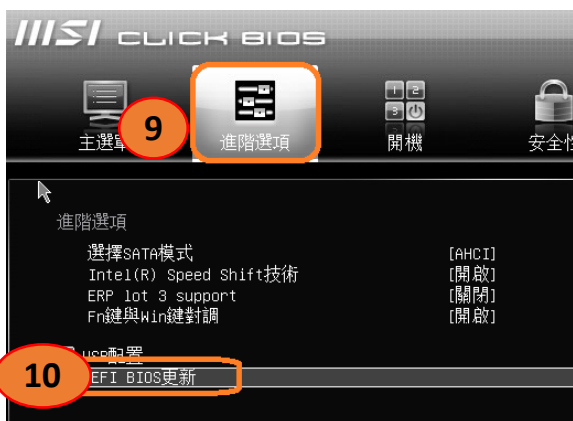 msi CLICK BIOS
9
主選單 進階選項 開機 安全性
進階選項
選擇SATA模式 [AHCI]
Intel(R) Speed Shift技術 [開啟]
ERP lot 3 support [關閉]
Fn鍵與Win鍵對調 [開啟]
USB配置
10 EFI BIOS更新